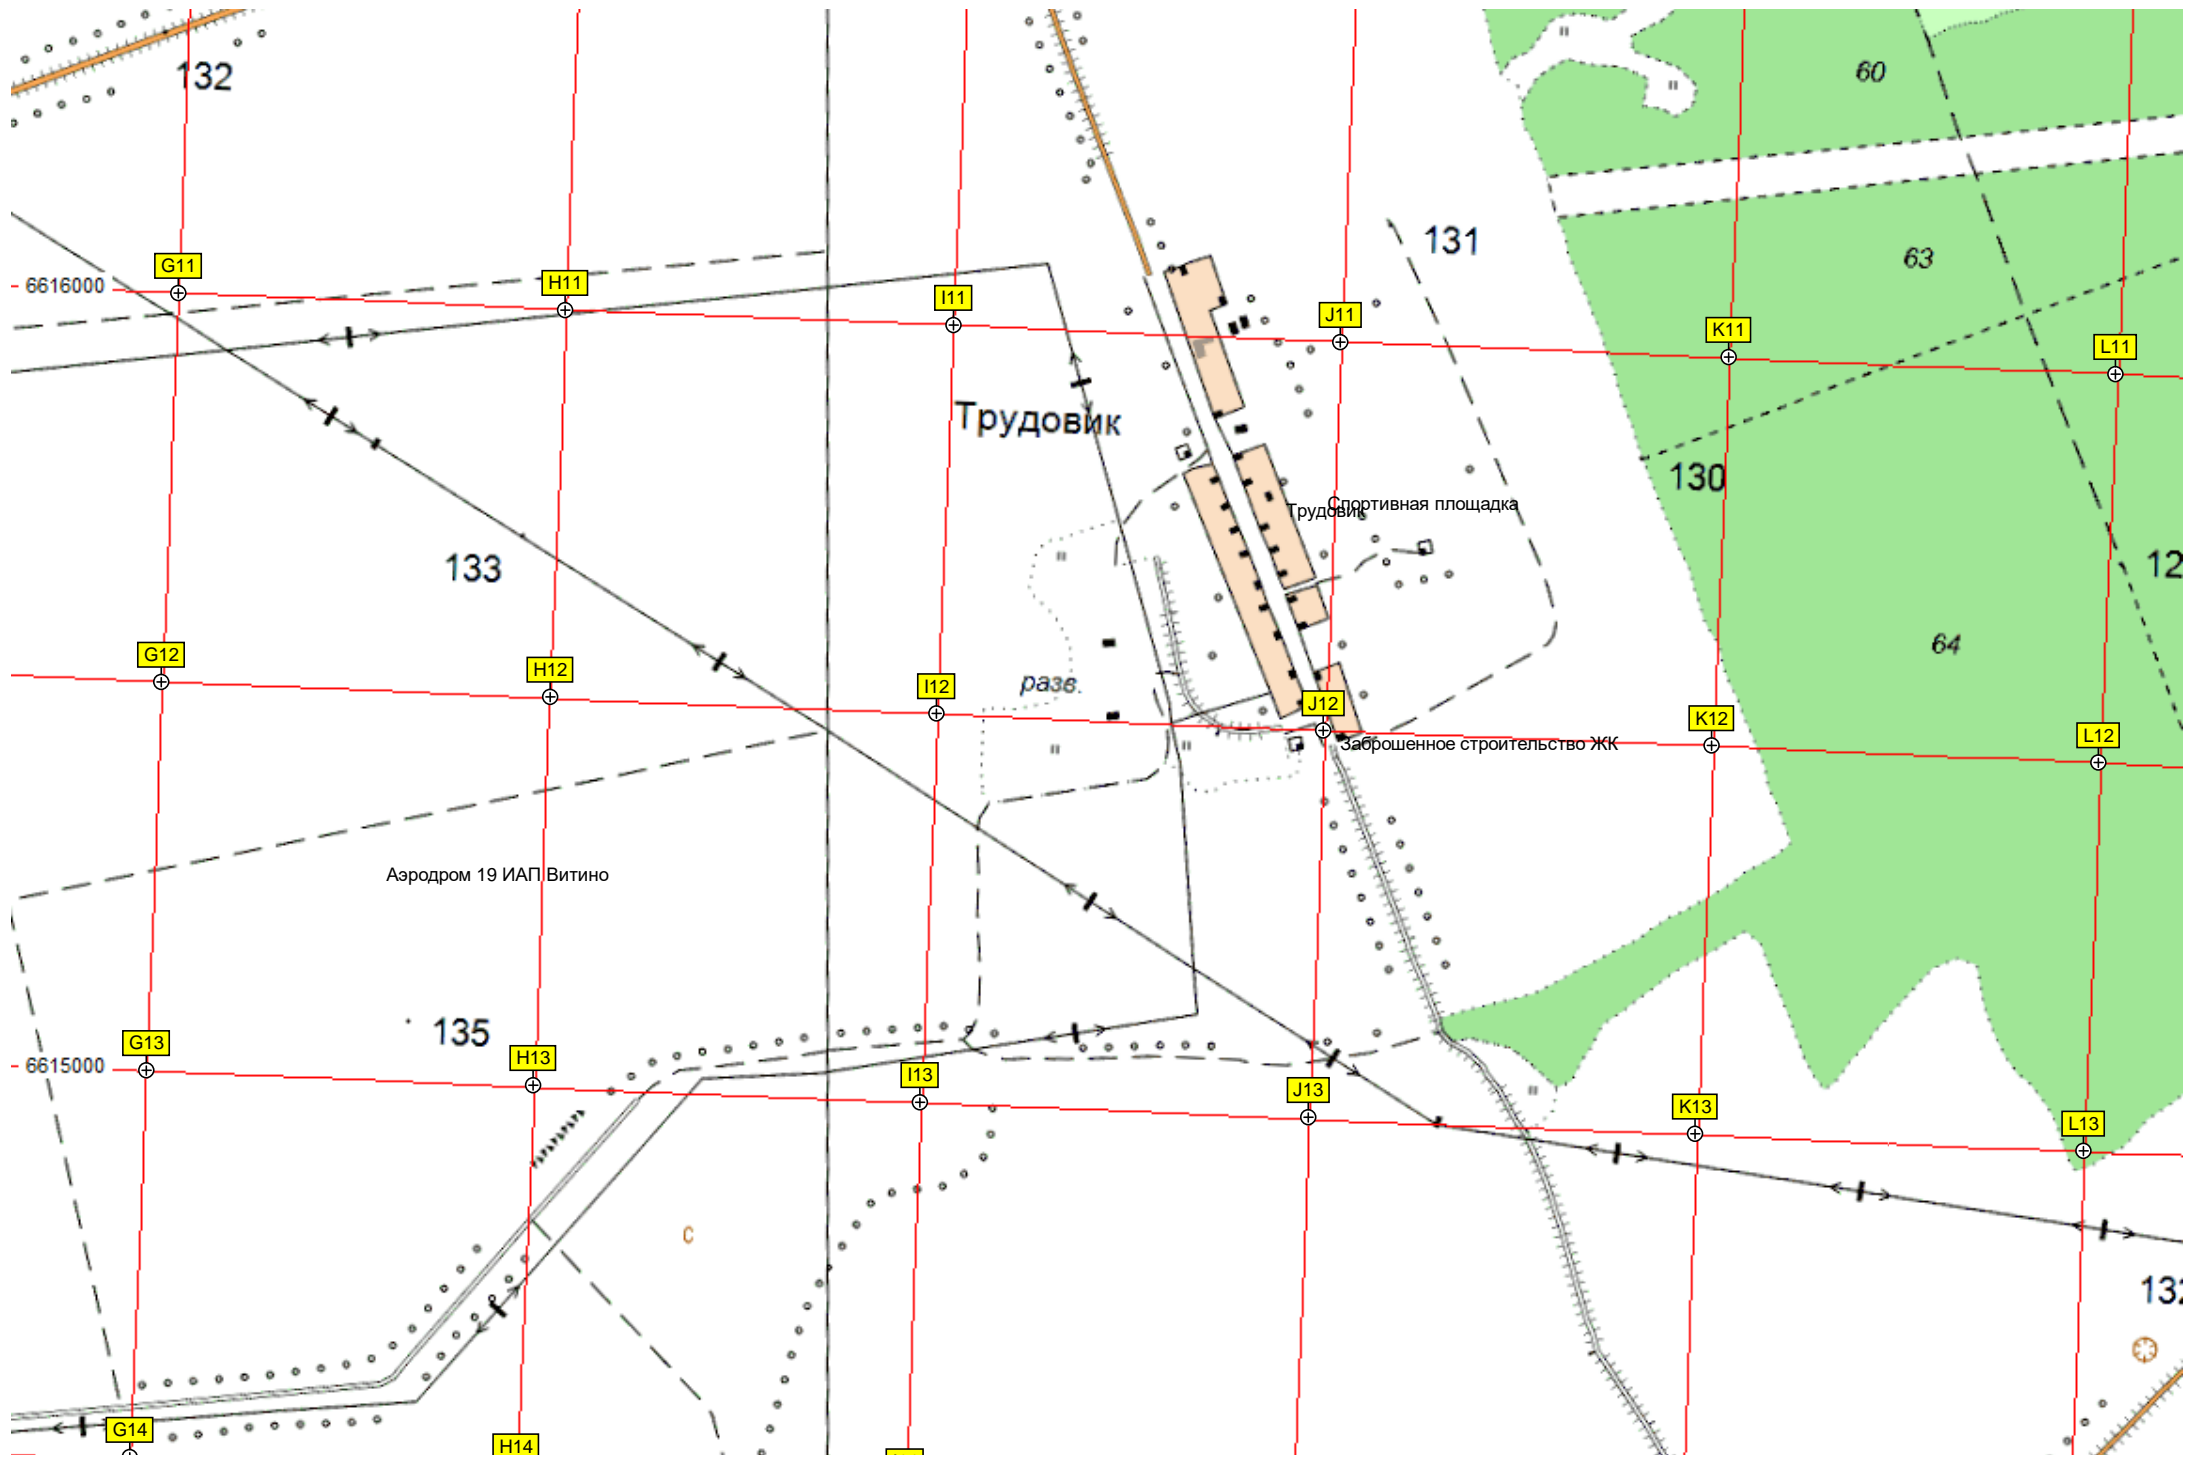 132
60
131
63
G11
6616000
H11
I11
J11
K11
L11
Трудовик
130
Спортивная площадка
Трудовик
133
12
64
G12
H12
разв.
I12
J12
K12
L12
Заброшенное строительство ЖК
Аэродром 19 ИАП Витино
135
G13
6615000
H13
I13
J13
K13
L13
с
132
G14
H14